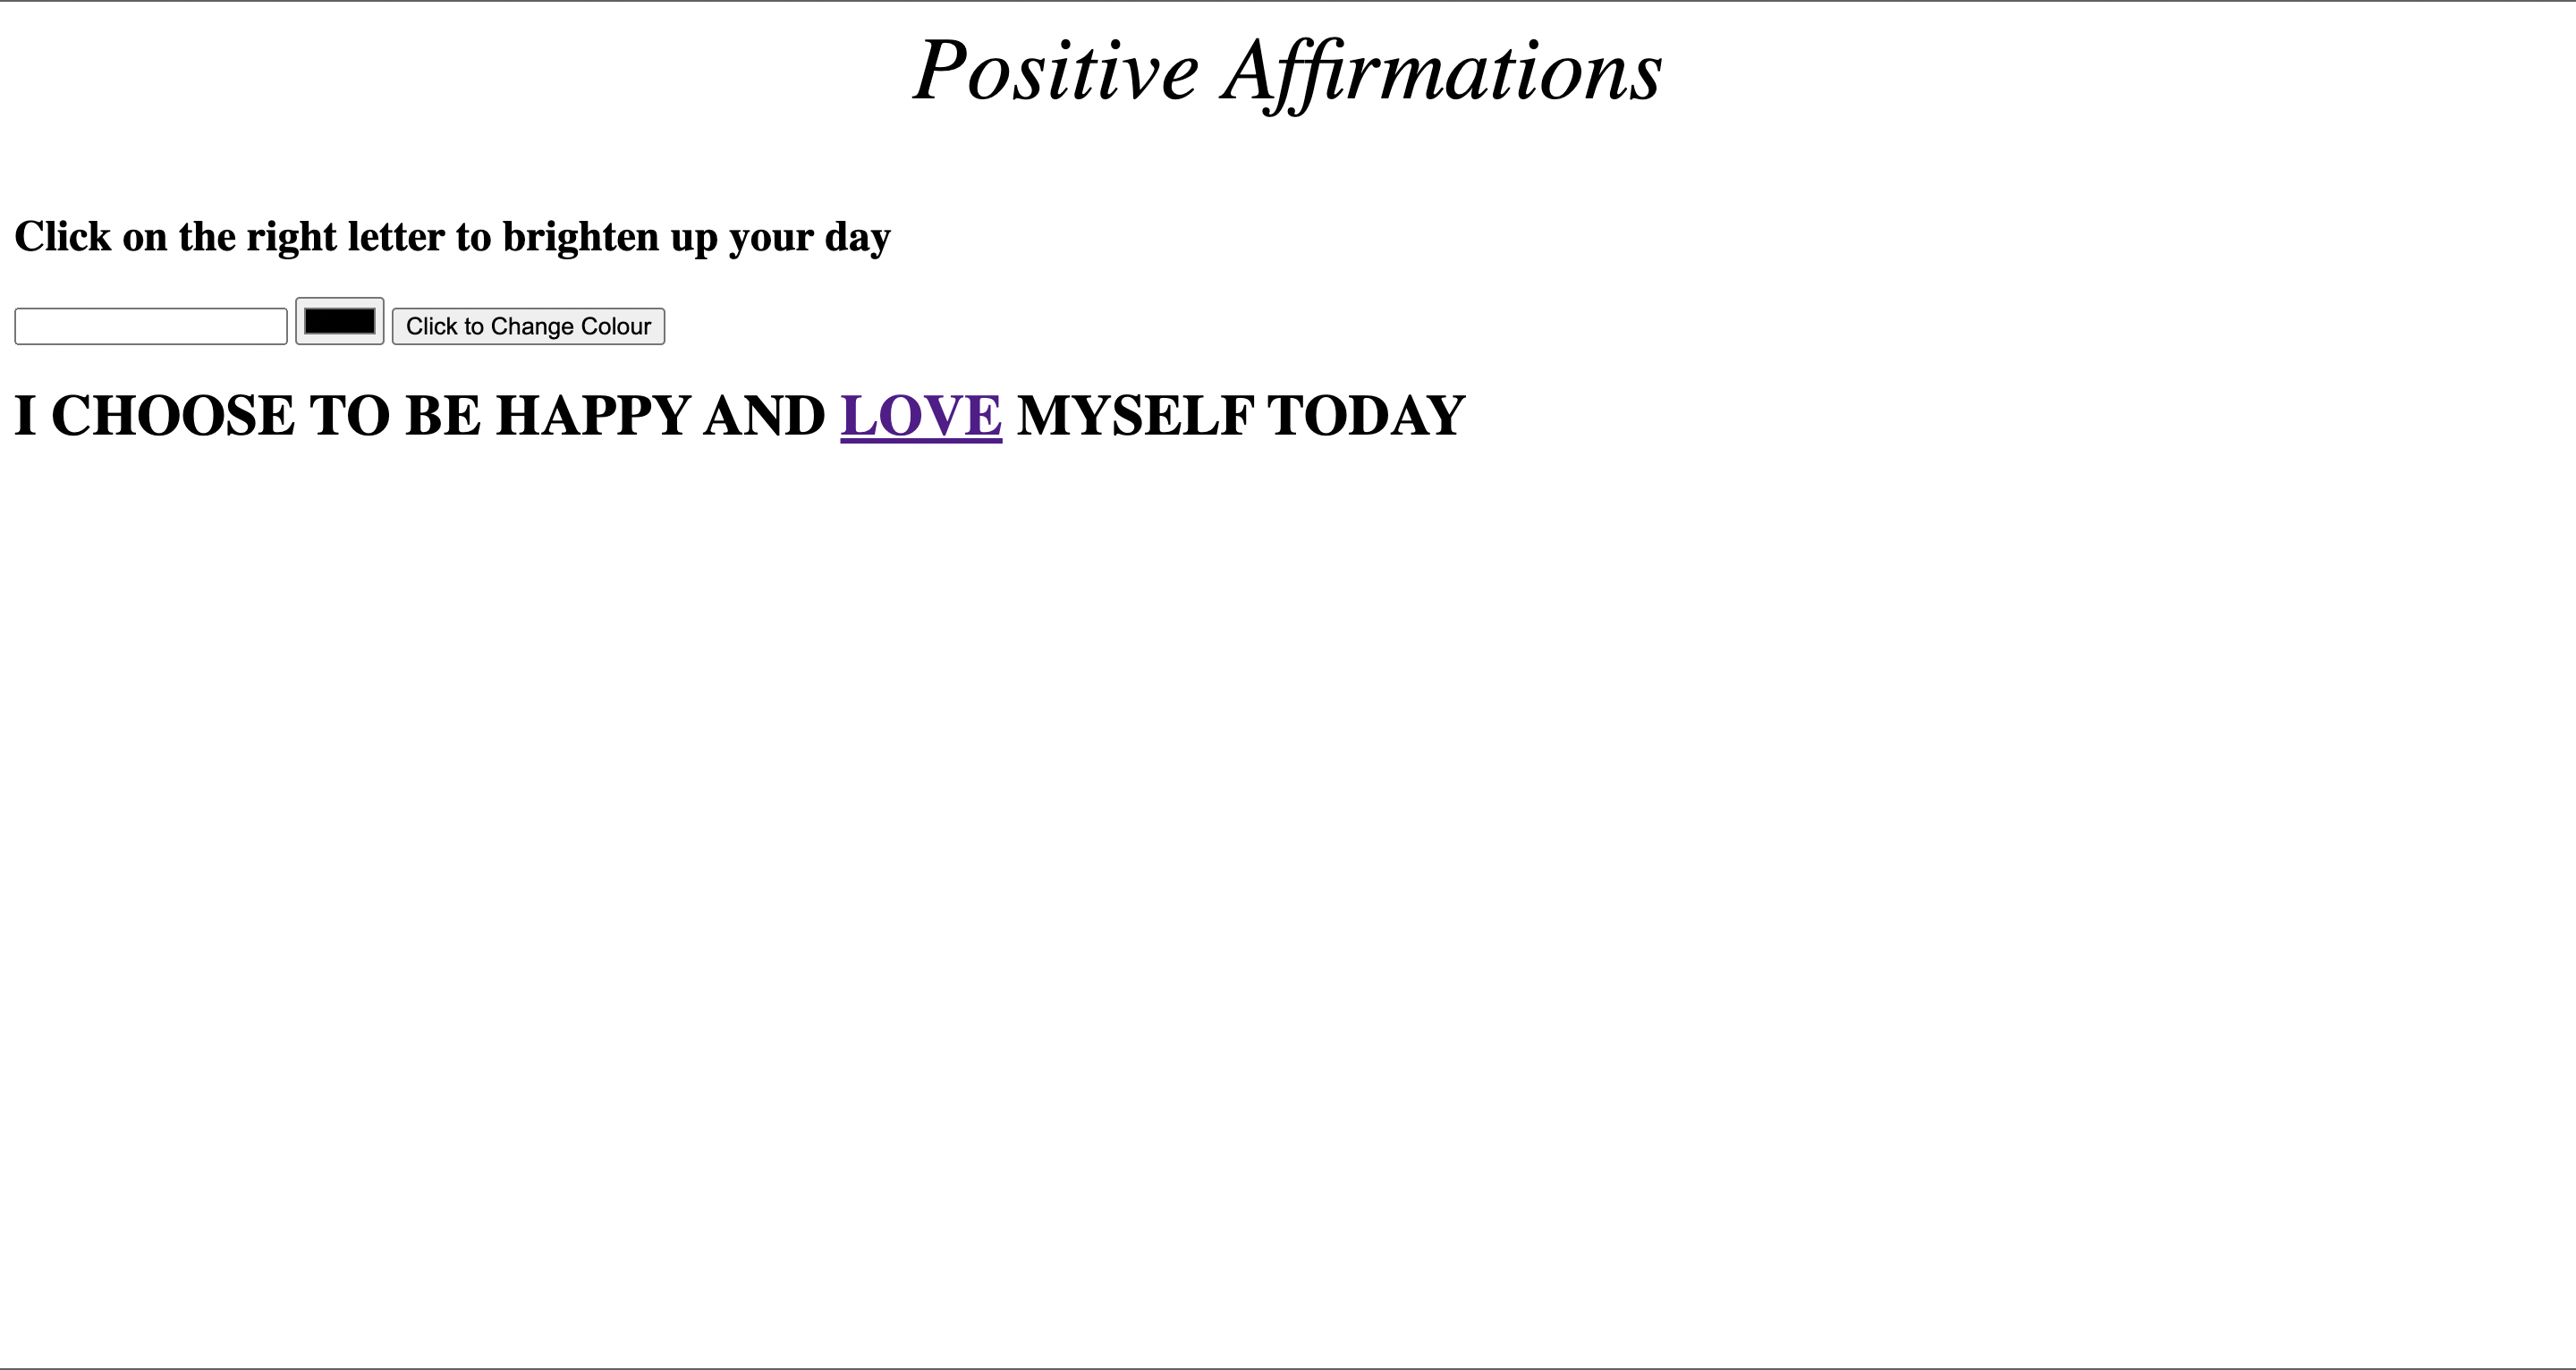 Positive Affirmations
Click on the right letter to brighten up your day
Click to Change Colour
I CHOOSE TO BE HAPPY AND LOVE MYSELF TODAY